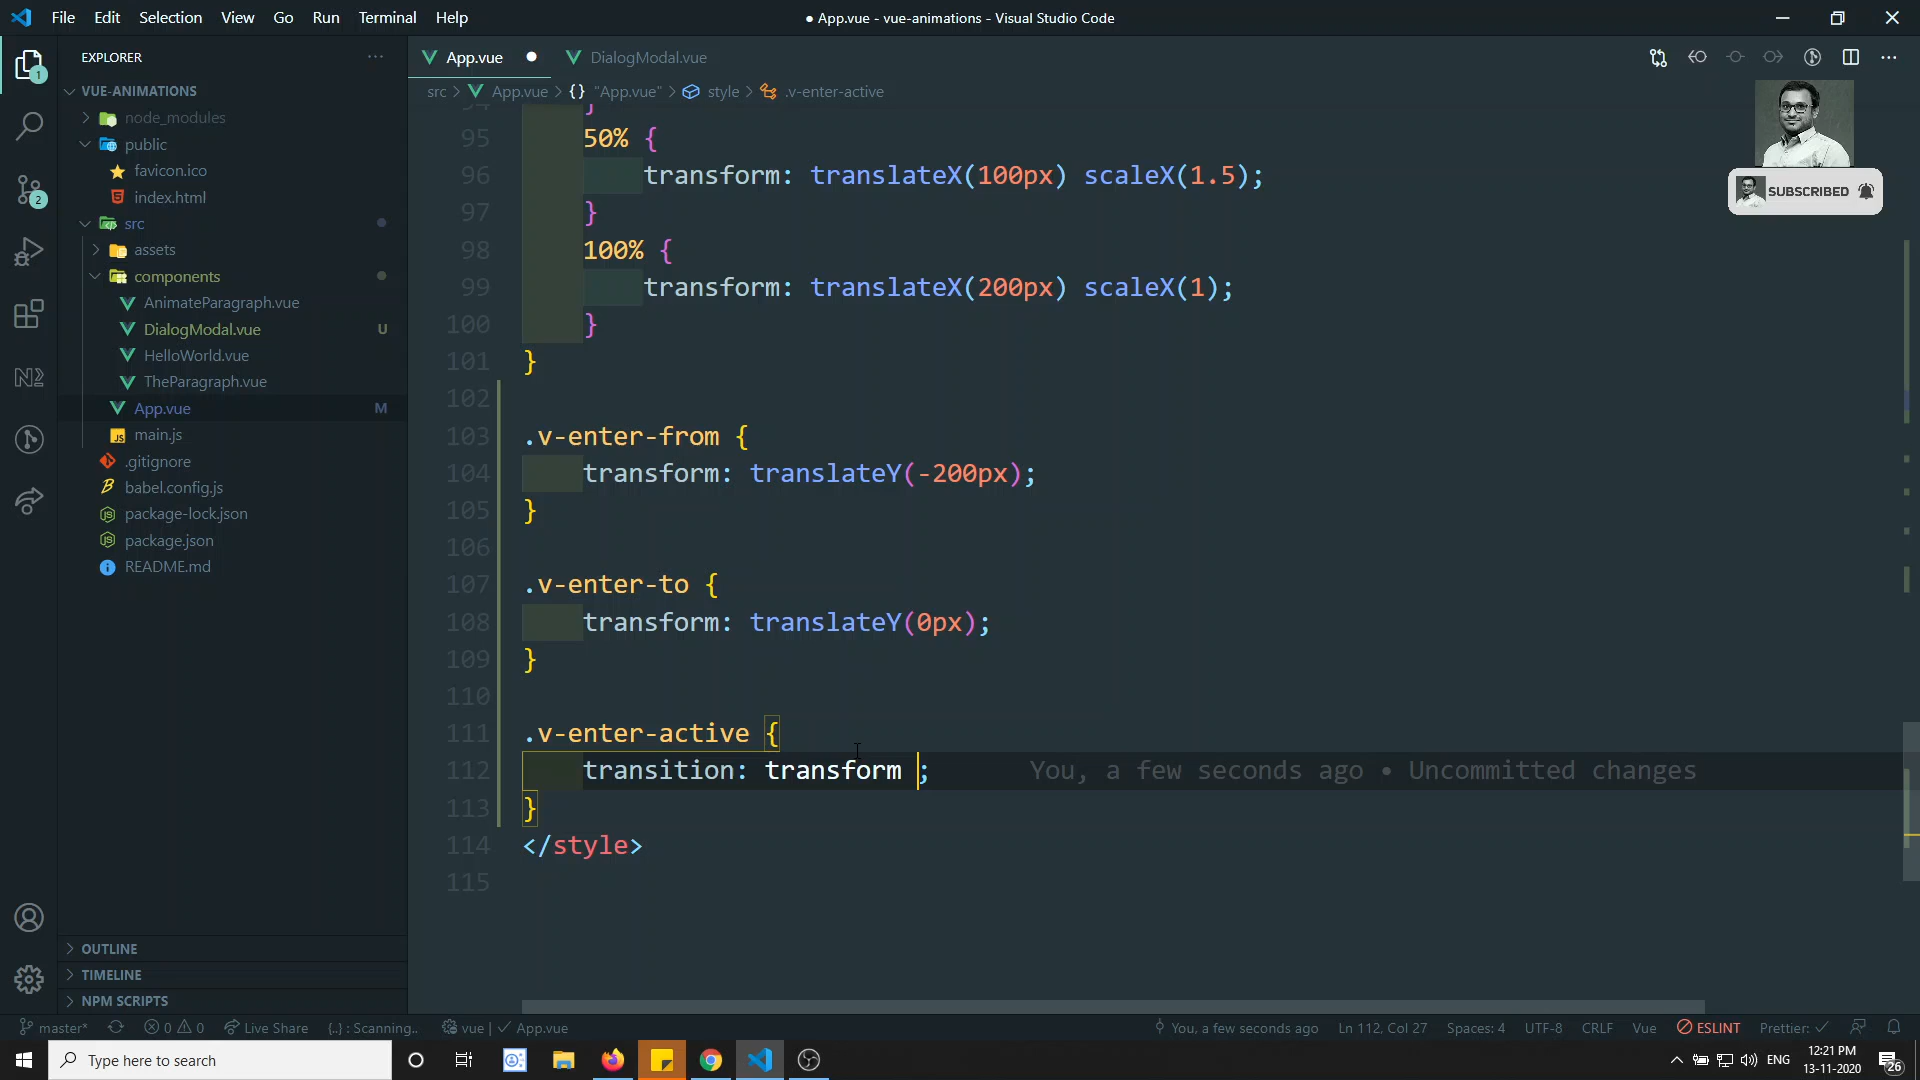 File Edit Selection View Go Run Terminal Help
● App.vue - vue-animations - Visual Studio Code
EXPLORER
App.vue
DialogModal.vue
src > App.vue > {} "App.vue" > style > .v-enter-active
1
2
VUE-ANIMATIONS
node_modules
public
favicon.ico
index.html
src
assets
components
AnimateParagraph.vue
DialogModal.vue U
HelloWorld.vue
TheParagraph.vue
App.vue M
main.js
.gitignore
babel.config.js
package-lock.json
package.json
README.md
OUTLINE
TIMELINE
NPM SCRIPTS
94 }
95 50% {
96 transform: translateX(100px) scaleX(1.5);
97 }
98 100% {
99 transform: translateX(200px) scaleX(1);
100 }
101 }
102
103 .v-enter-from {
104 transform: translateY(-200px);
105 }
106
107 .v-enter-to {
108 transform: translateY(0px);
109 }
110
111 .v-enter-active {
112 transition: transform ; You, a few seconds ago • Uncommitted changes
113 }
114 </style>
115
SUBSCRIBED
master* 0 0 Live Share {..} : Scanning.. vue | ✓ App.vue You, a few seconds ago Ln 112, Col 27 Spaces: 4 UTF-8 CRLF Vue ESLINT Prettier: ✓
Type here to search
ENG
12:21 PM
13-11-2020
26